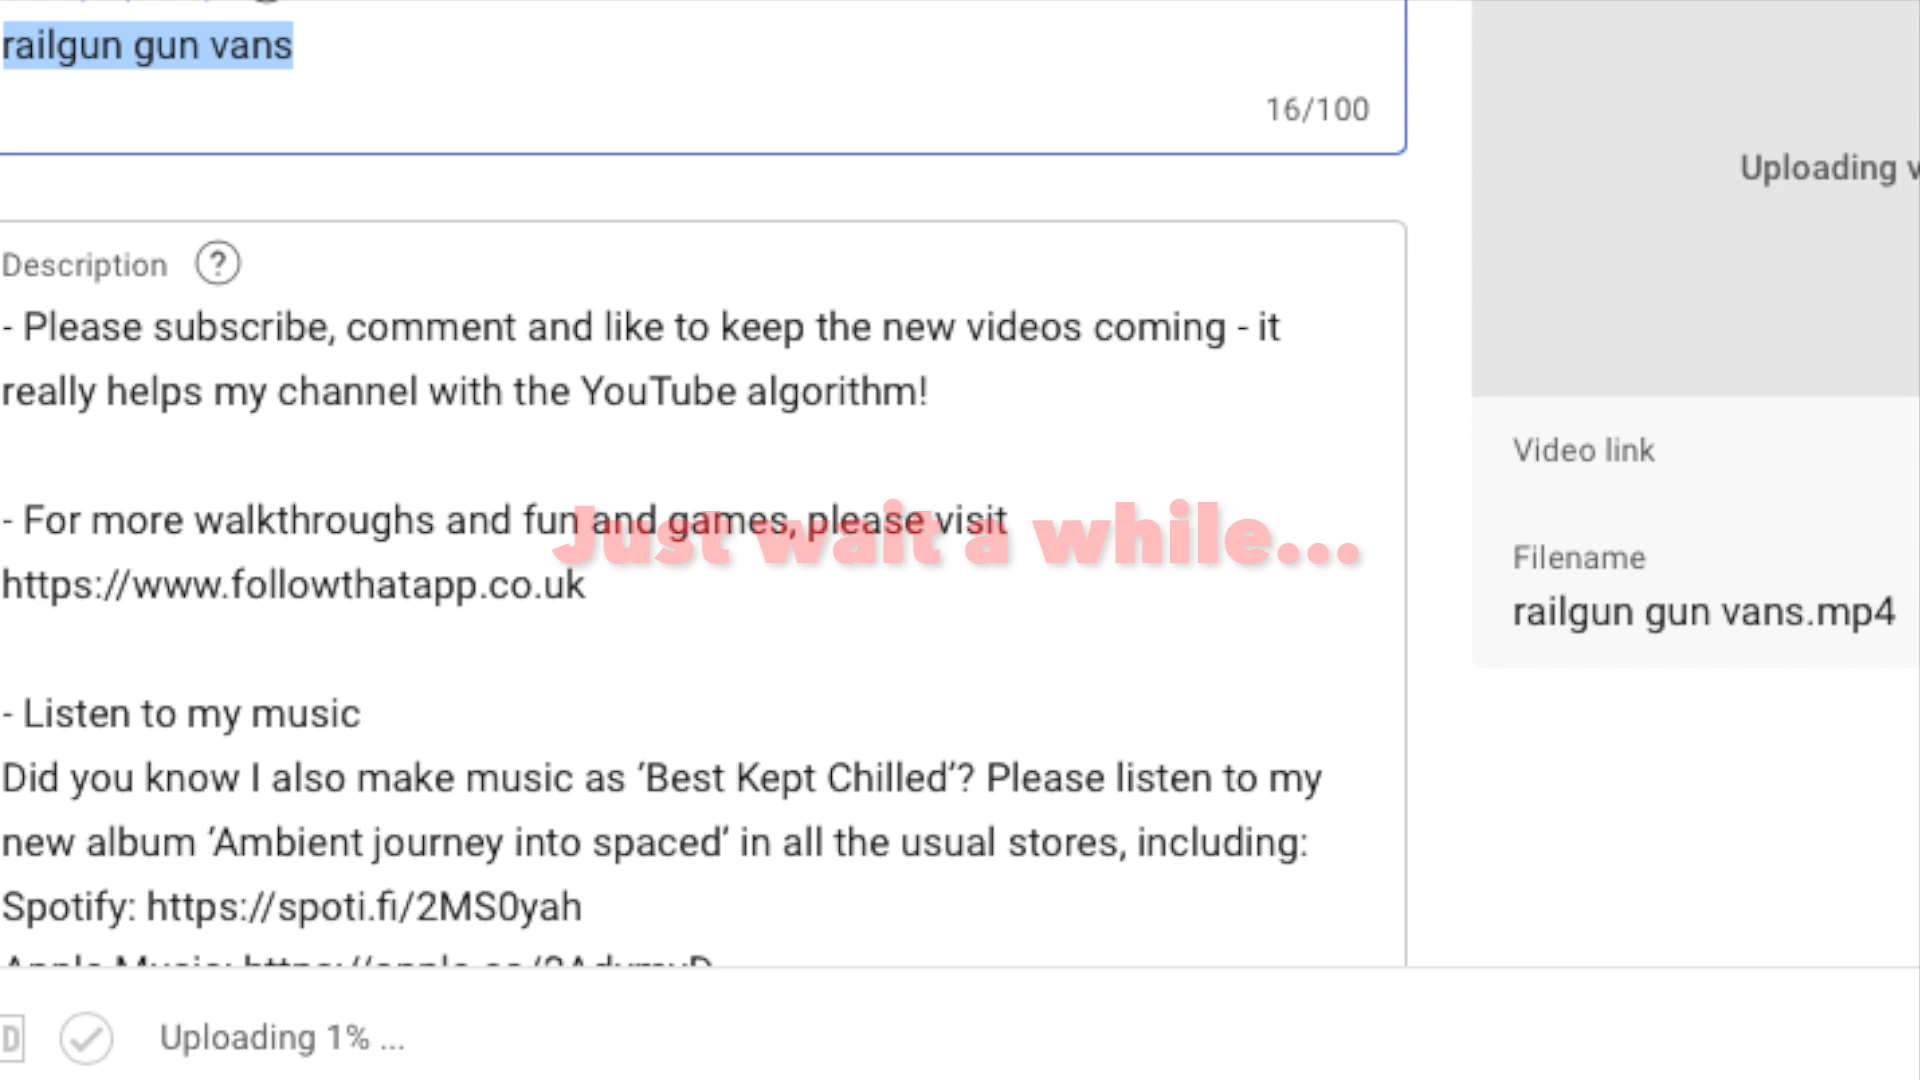 railgun gun vans
16/100
Uploading
Description ?
- Please subscribe, comment and like to keep the new videos coming - it
really helps my channel with the YouTube algorithm!
- For more walkthroughs and fun and games, please visit
https://www.followthatapp.co.uk
Just wait a while...
- Listen to my music
Did you know I also make music as ‘Best Kept Chilled’? Please listen to my
new album ‘Ambient journey into spaced’ in all the usual stores, including:
Spotify: https://spoti.fi/2MS0yah
Apple Music:
Video link
Filename
railgun gun vans.mp4
Uploading 1% ...